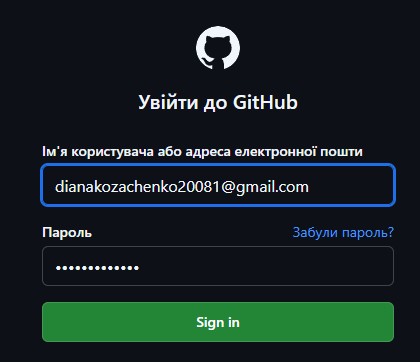 Увійти до GitHub
Ім'я користувача або адреса електронної пошти
dianakozachenko20081@gmail.com
Пароль Забули пароль?
•••••••••••••
Sign in